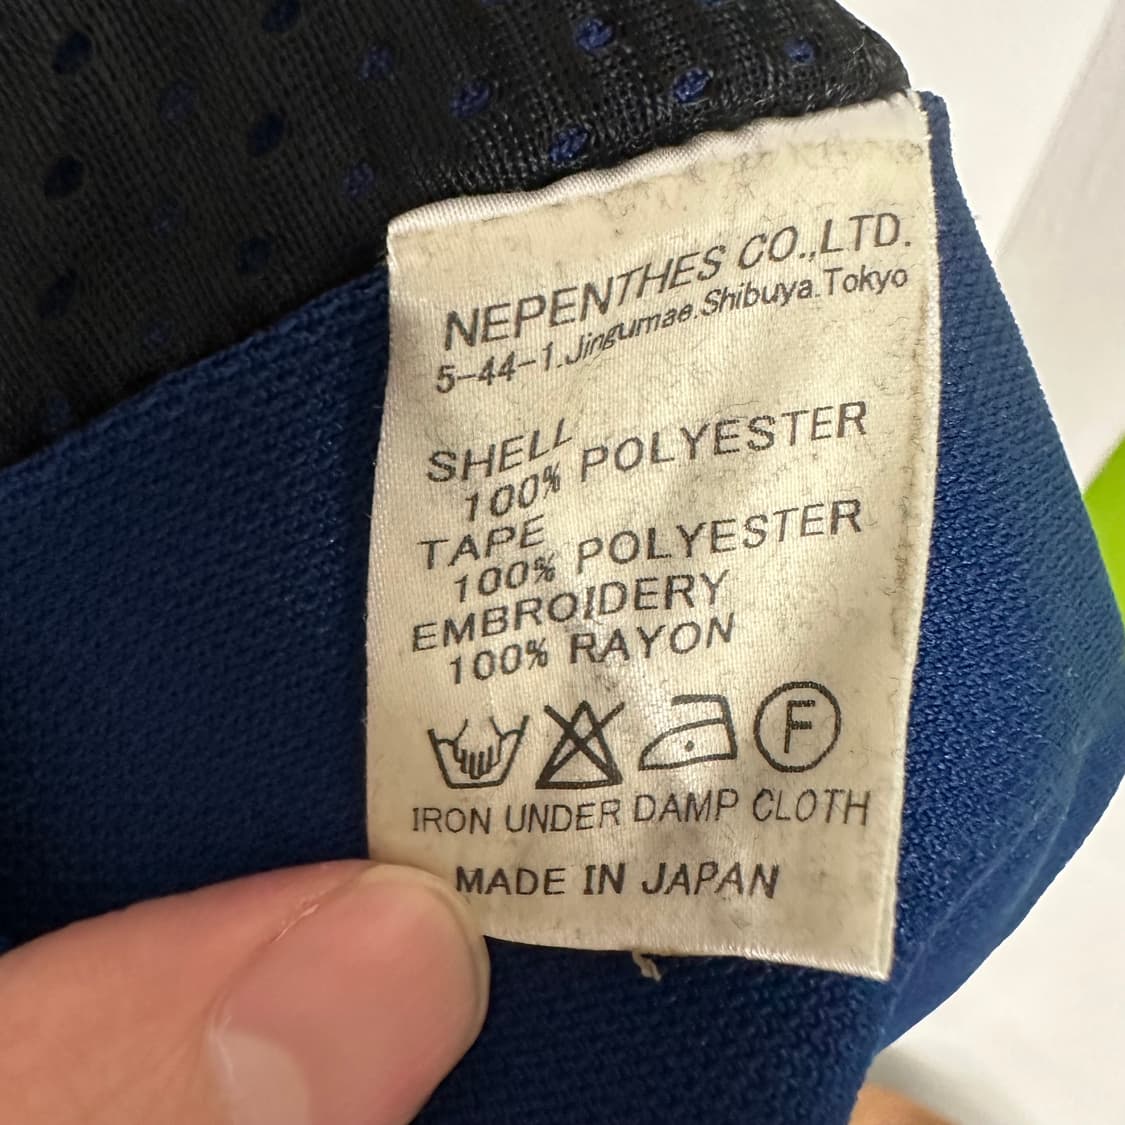 NEPENTHES CO.,LTD.
5-44-1.Jingumae.Shibuya.Tokyo
SHELL
100% POLYESTER
TAPE
100% POLYESTER
EMBROIDERY
100% RAYON
F
IRON UNDER DAMP CLOTH
MADE IN JAPAN